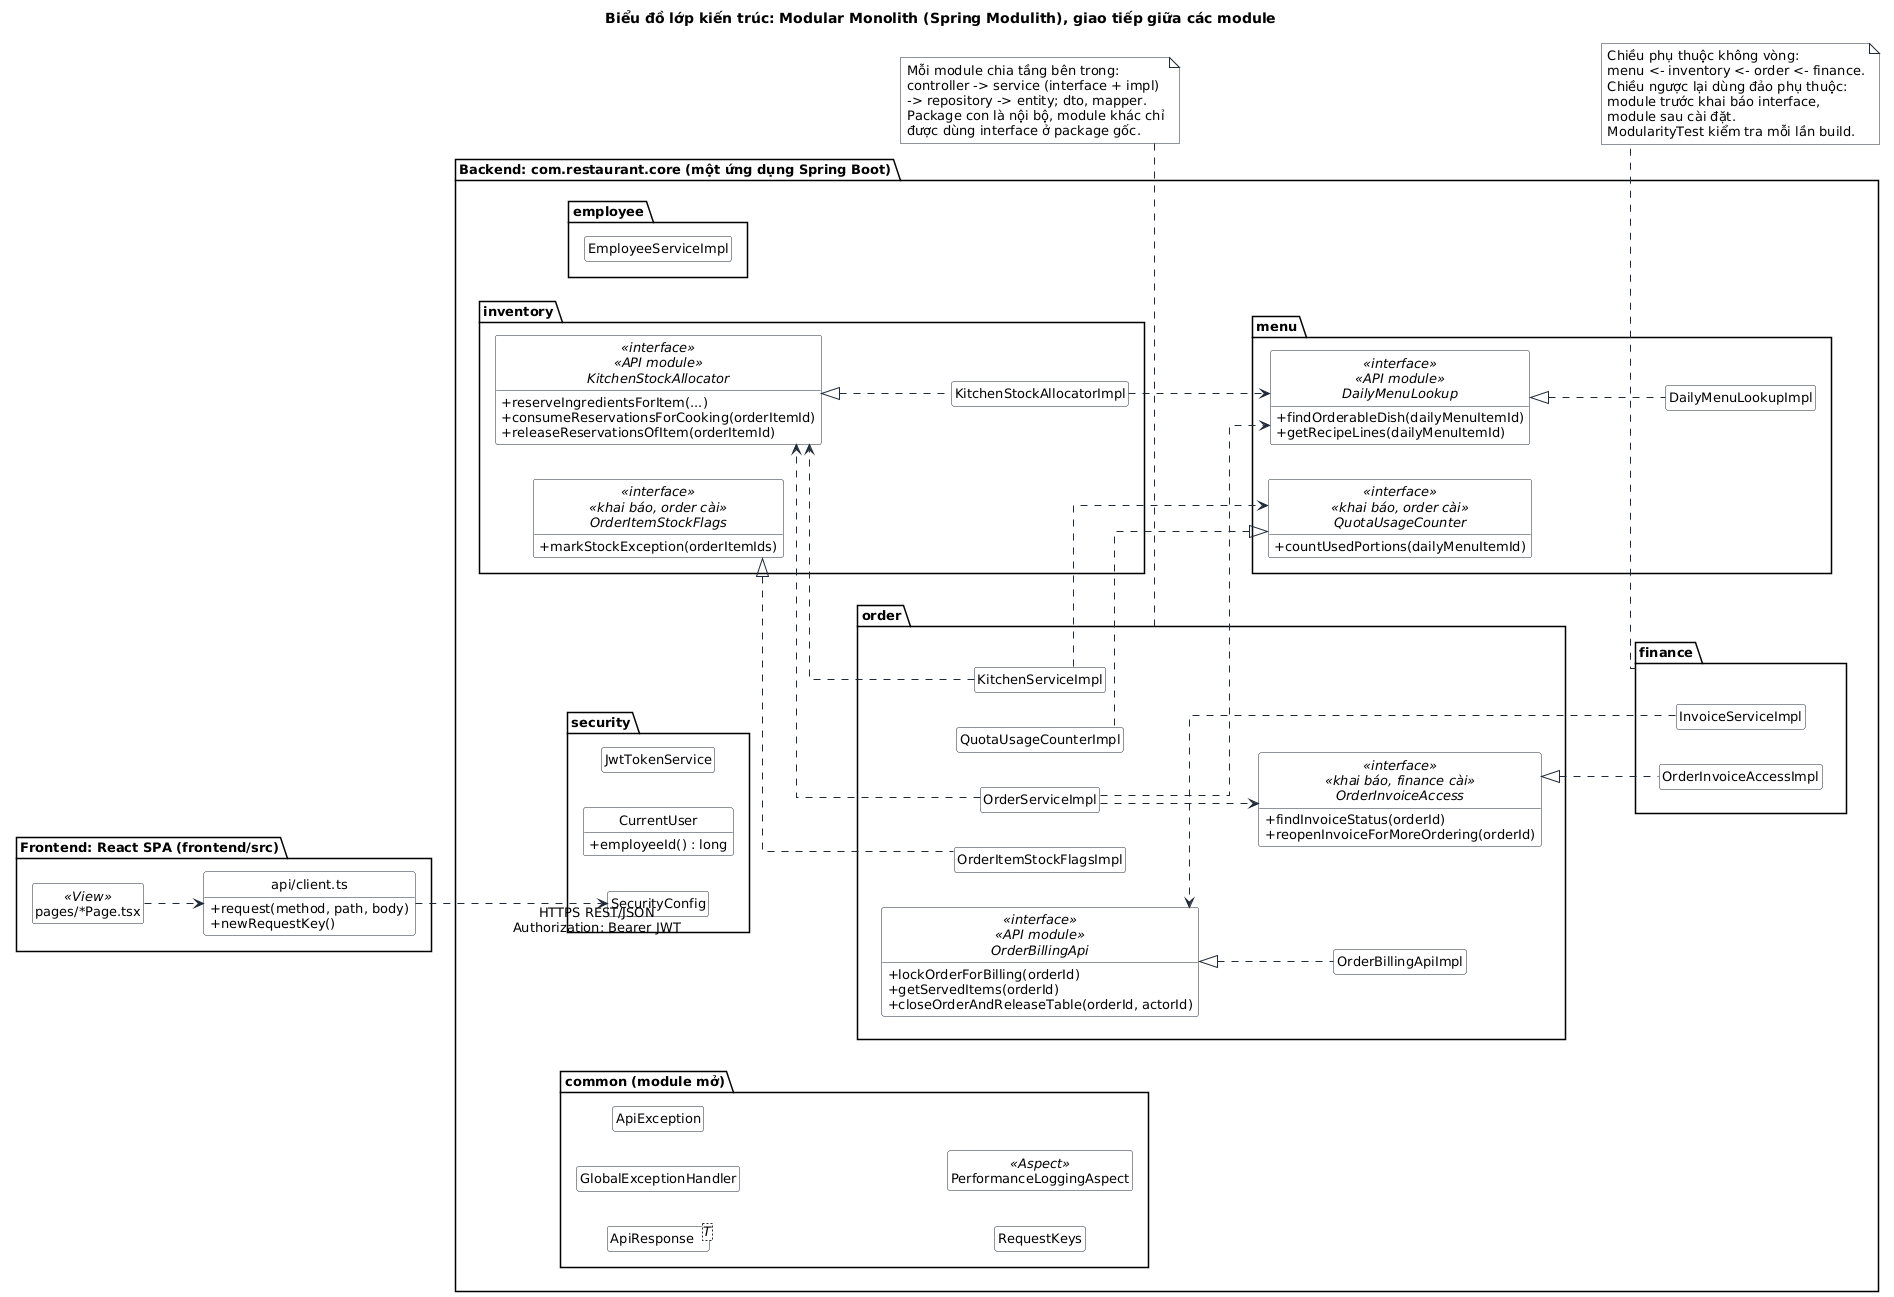 Biểu đồ lớp kiến trúc: Modular Monolith (Spring Modulith), giao tiếp giữa các module
Mỗi module chia tầng bên trong:
controller -> service (interface + impl)
-> repository -> entity; dto, mapper.
Package con là nội bộ, module khác chỉ
được dùng interface ở package gốc.
Chiều phụ thuộc không vòng:
menu <- inventory <- order <- finance.
Chiều ngược lại dùng đảo phụ thuộc:
module trước khai báo interface,
module sau cài đặt.
ModularityTest kiểm tra mỗi lần build.
Backend: com.restaurant.core (một ứng dụng Spring Boot)
employee
EmployeeServiceImpl
inventory
«interface»
«API module»
KitchenStockAllocator
+reserveIngredientsForItem(...)
+consumeReservationsForCooking(orderItemId)
+releaseReservationsOfItem(orderItemId)
KitchenStockAllocatorImpl
«interface»
«khai báo, order cài»
OrderItemStockFlags
+markStockException(orderItemIds)
menu
«interface»
«API module»
DailyMenuLookup
+findOrderableDish(dailyMenuItemId)
+getRecipeLines(dailyMenuItemId)
DailyMenuLookupImpl
«interface»
«khai báo, order cài»
QuotaUsageCounter
+countUsedPortions(dailyMenuItemId)
order
KitchenServiceImpl
QuotaUsageCounterImpl
OrderServiceImpl
OrderItemStockFlagsImpl
«interface»
«khai báo, finance cài»
OrderInvoiceAccess
+findInvoiceStatus(orderId)
+reopenInvoiceForMoreOrdering(orderId)
«interface»
«API module»
OrderBillingApi
+lockOrderForBilling(orderId)
+getServedItems(orderId)
+closeOrderAndReleaseTable(orderId, actorId)
OrderBillingApiImpl
finance
InvoiceServiceImpl
OrderInvoiceAccessImpl
security
JwtTokenService
CurrentUser
+employeeId() : long
SecurityConfig
HTTPS REST/JSON
Authorization: Bearer JWT
Frontend: React SPA (frontend/src)
«View»
pages/*Page.tsx
api/client.ts
+request(method, path, body)
+newRequestKey()
common (module mở)
ApiException
GlobalExceptionHandler
ApiResponse
T
«Aspect»
PerformanceLoggingAspect
RequestKeys